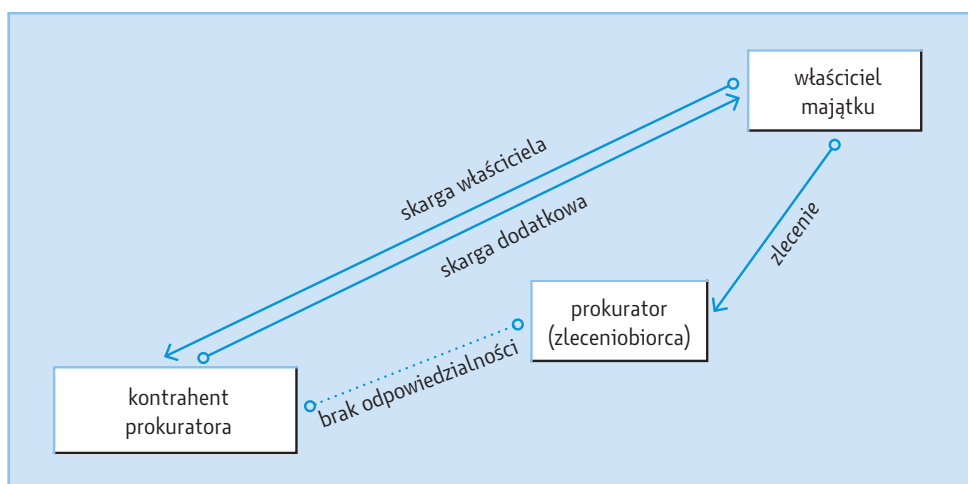 właściciel
majątku
skarga właściciela
skarga dodatkowa
zlecenie
prokurator
(zleceniobiorca)
brak odpowiedzialności
kontrahent
prokuratora